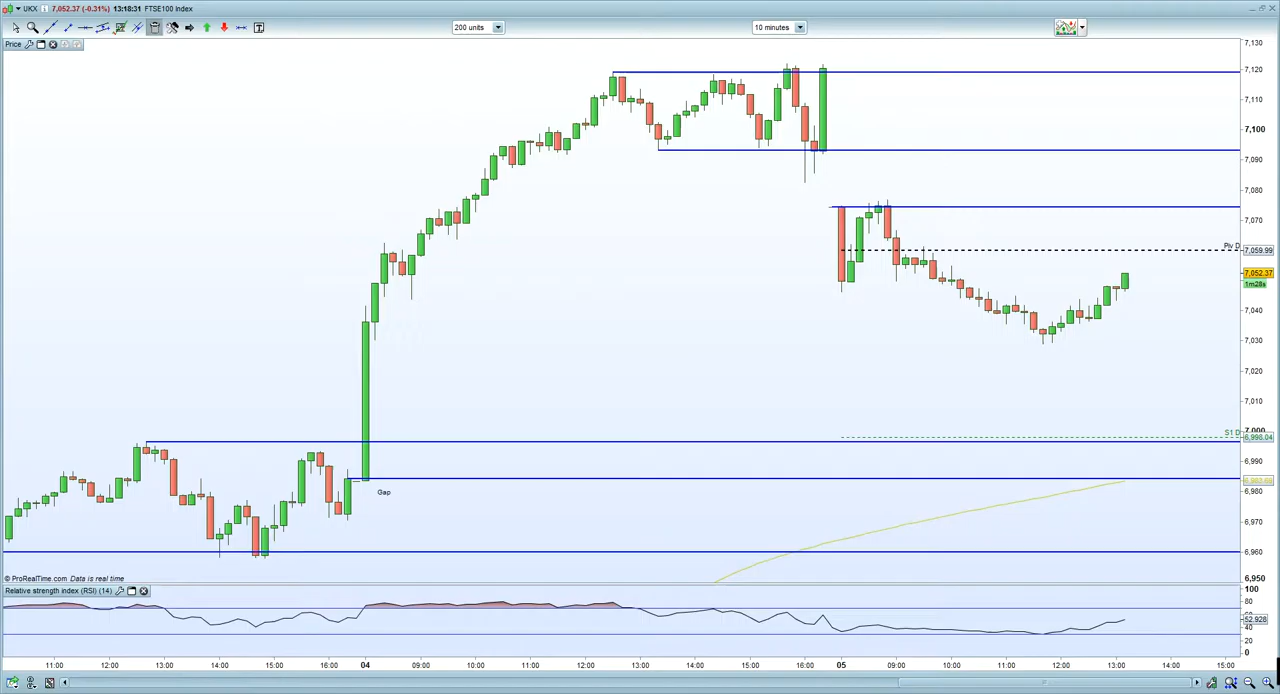 UKX 7,052.37 (-0.31%) 13:18:31 FTSE100 Index
200 units
10 minutes
Price
7,130
7,120
7,110
7,100
7,090
7,080
7,070
Piv D 7,059.99
7,052.37
1m28s
7,040
7,030
7,020
7,010
7,000
S1 D 6,998.04
6,990
Gap
6,980
6,970
6,960
6,950
© ProRealTime.com Data is real time
Relative strength index (RSI) (14)
100
80
52.928
40
20
0
11:00 12:00 13:00 14:00 15:00 16:00 04 09:00 10:00 11:00 12:00 13:00 14:00 15:00 16:00 05 09:00 10:00 11:00 12:00 13:00 14:00 15:00